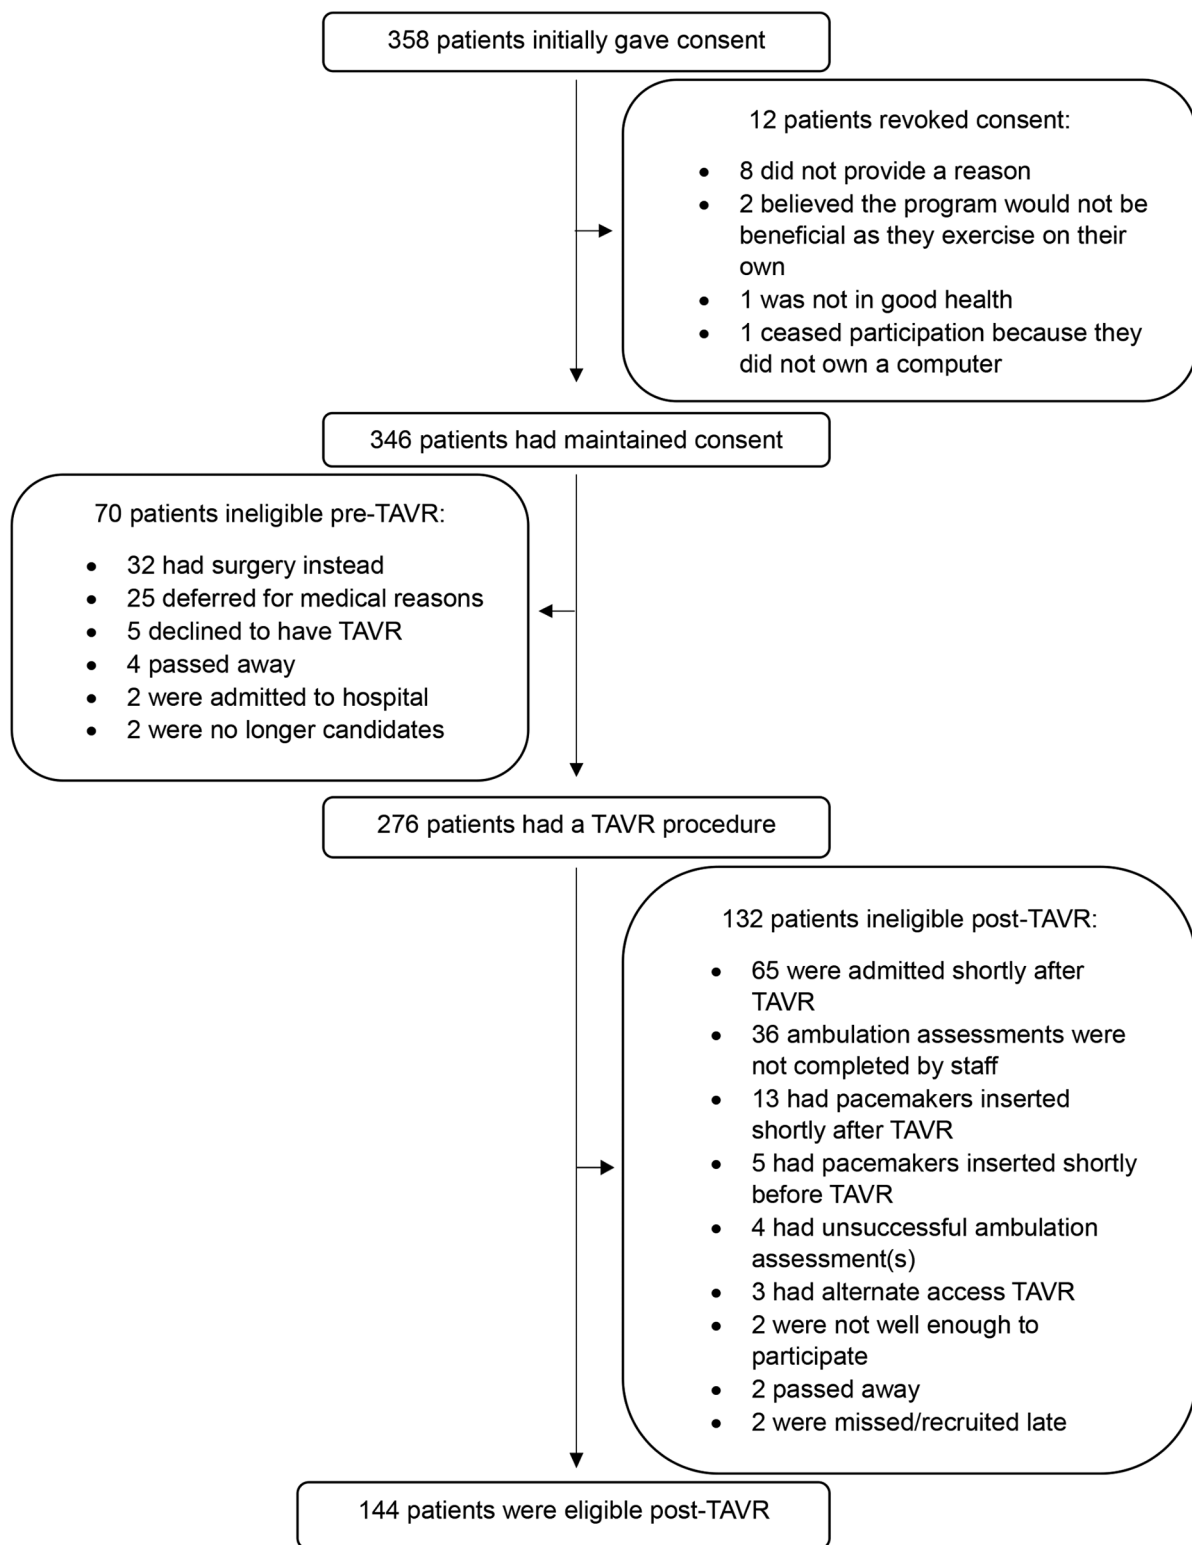 358 patients initially gave consent
12 patients revoked consent:
• 8 did not provide a reason
• 2 believed the program would not be
beneficial as they exercise on their
own
• 1 was not in good health
• 1 ceased participation because they
did not own a computer
346 patients had maintained consent
70 patients ineligible pre-TAVR:
• 32 had surgery instead
• 25 deferred for medical reasons
• 5 declined to have TAVR
• 4 passed away
• 2 were admitted to hospital
• 2 were no longer candidates
276 patients had a TAVR procedure
132 patients ineligible post-TAVR:
• 65 were admitted shortly after
TAVR
• 36 ambulation assessments were
not completed by staff
• 13 had pacemakers inserted
shortly after TAVR
• 5 had pacemakers inserted shortly
before TAVR
• 4 had unsuccessful ambulation
assessment(s)
• 3 had alternate access TAVR
• 2 were not well enough to
participate
• 2 passed away
• 2 were missed/recruited late
144 patients were eligible post-TAVR